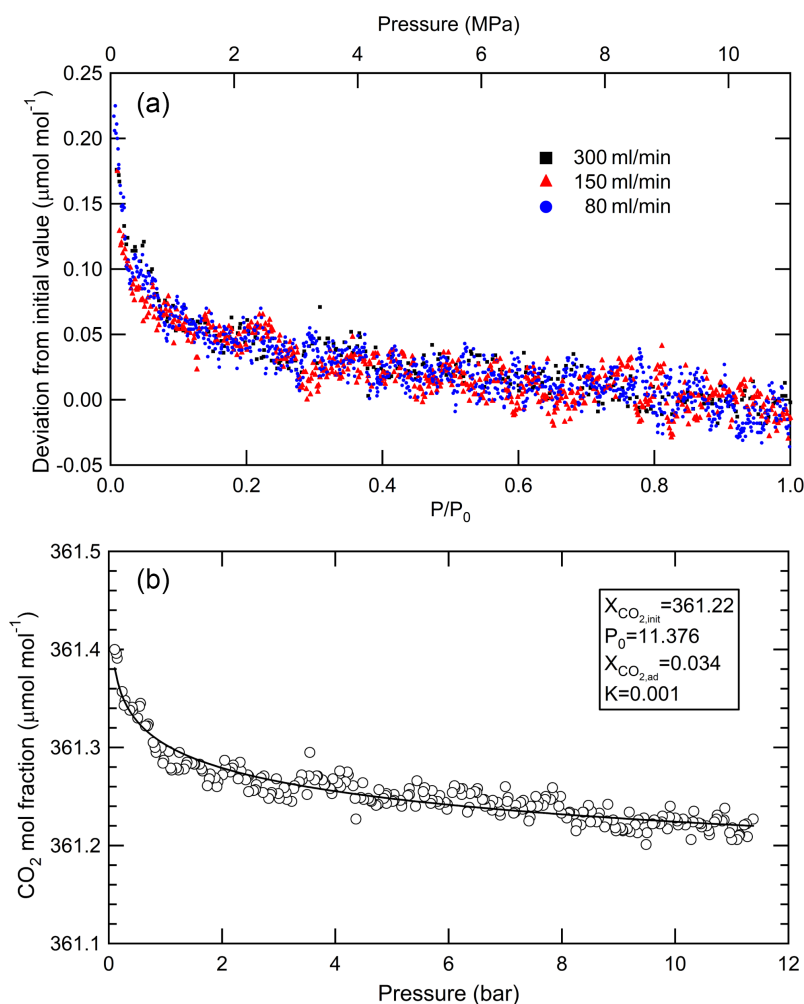 Pressure (MPa)
0 2 4 6 8 10
0.25
0.20
0.15
0.10
0.05
0.00
-0.05
Deviation from initial value (μmol mol⁻¹)
(a)
300 ml/min
150 ml/min
80 ml/min
0.0 0.2 0.4 0.6 0.8 1.0
P/P₀
361.5
361.4
361.3
361.2
361.1
CO₂ mol fraction (μmol mol⁻¹)
(b)
X_CO₂,init=361.22
P₀=11.376
X_CO₂,ad=0.034
K=0.001
0 2 4 6 8 10 12
Pressure (bar)